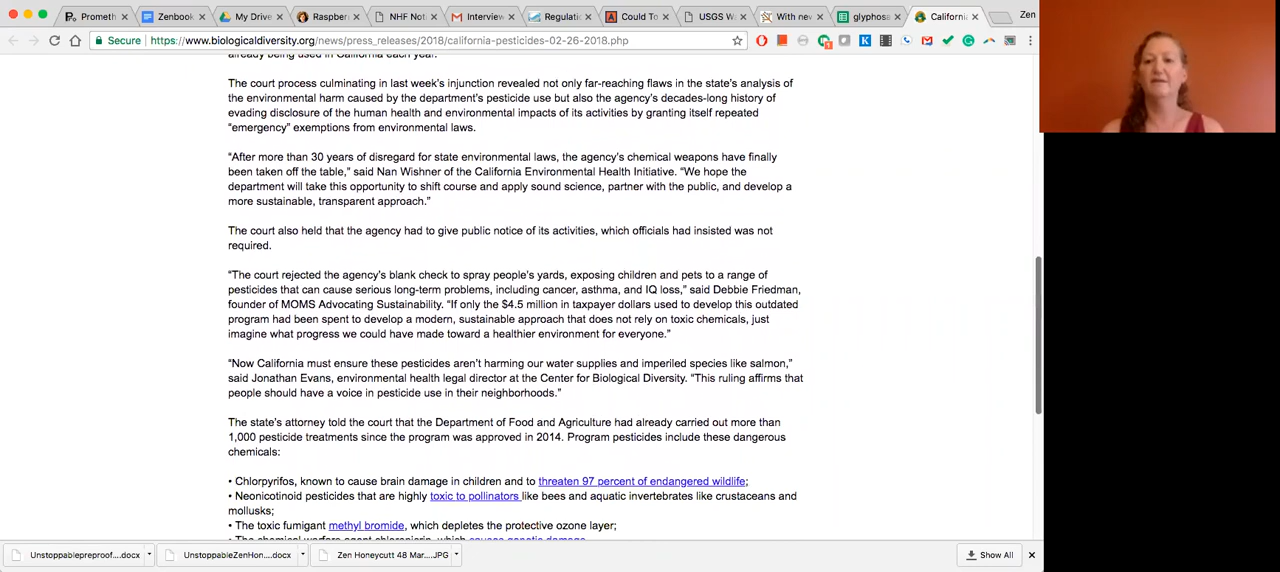 Prometh
Zenbook
My Drive
Raspber
NHF Not
Interview
Regulati
Could To
USGS W
With nev
glyphos
California
Zen
Secure
https://www.biologicaldiversity.org/news/press_releases/2018/california-pesticides-02-26-2018.php
already being used in California each year.
The court process culminating in last week's injunction revealed not only far-reaching flaws in the state's analysis of
the environmental harm caused by the department's pesticide use but also the agency's decades-long history of
evading disclosure of the human health and environmental impacts of its activities by granting itself repeated
"emergency" exemptions from environmental laws.
"After more than 30 years of disregard for state environmental laws, the agency's chemical weapons have finally
been taken off the table," said Nan Wishner of the California Environmental Health Initiative. "We hope the
department will take this opportunity to shift course and apply sound science, partner with the public, and develop a
more sustainable, transparent approach."
The court also held that the agency had to give public notice of its activities, which officials had insisted was not
required.
"The court rejected the agency's blank check to spray people's yards, exposing children and pets to a range of
pesticides that can cause serious long-term problems, including cancer, asthma, and IQ loss," said Debbie Friedman,
founder of MOMS Advocating Sustainability. "If only the $4.5 million in taxpayer dollars used to develop this outdated
program had been spent to develop a modern, sustainable approach that does not rely on toxic chemicals, just
imagine what progress we could have made toward a healthier environment for everyone."
"Now California must ensure these pesticides aren't harming our water supplies and imperiled species like salmon,"
said Jonathan Evans, environmental health legal director at the Center for Biological Diversity. "This ruling affirms that
people should have a voice in pesticide use in their neighborhoods."
The state's attorney told the court that the Department of Food and Agriculture had already carried out more than
1,000 pesticide treatments since the program was approved in 2014. Program pesticides include these dangerous
chemicals:
• Chlorpyrifos, known to cause brain damage in children and to threaten 97 percent of endangered wildlife;
• Neonicotinoid pesticides that are highly toxic to pollinators like bees and aquatic invertebrates like crustaceans and
mollusks;
• The toxic fumigant methyl bromide, which depletes the protective ozone layer;
• The chemical warfare agent chloropicrin, which causes genetic damage
Unstoppablepreproof....docx
UnstoppableZenHon....docx
Zen Honeycutt 48 Mar....JPG
Show All